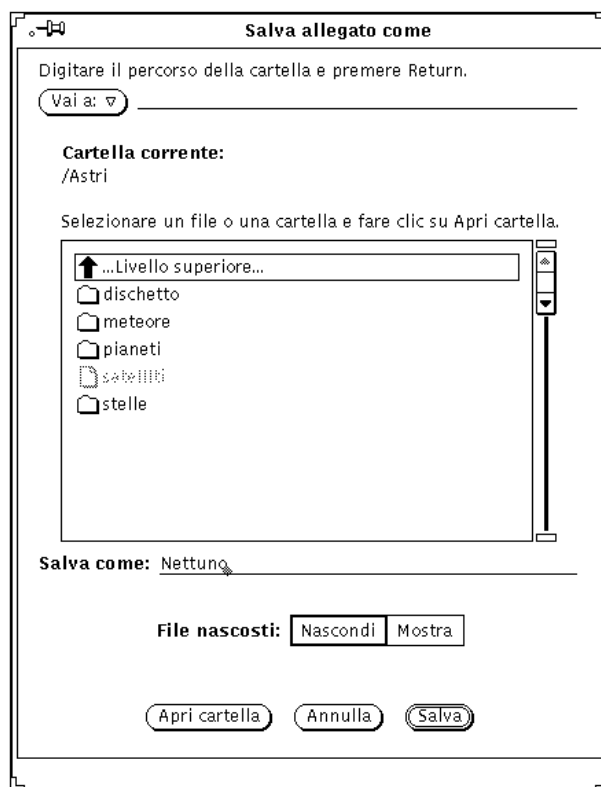 Salva allegato come
Digitare il percorso della cartella e premere Return.
Vai a:
Cartella corrente:
/Astri
Selezionare un file o una cartella e fare clic su Apri cartella.
...Livello superiore...
dischetto
meteore
pianeti
satelliti
stelle
Salva come: Nettuno
File nascosti: Nascondi Mostra
Apri cartella Annulla Salva